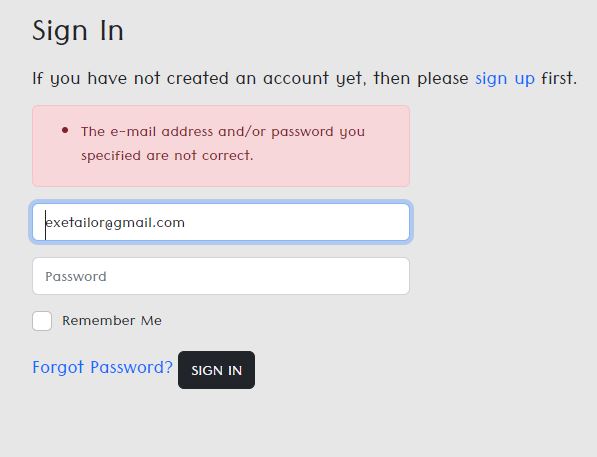 Sign In
If you have not created an account yet, then please sign up first.
The e-mail address and/or password you
specified are not correct.
exetailor@gmail.com
Password
Remember Me
Forgot Password? SIGN IN